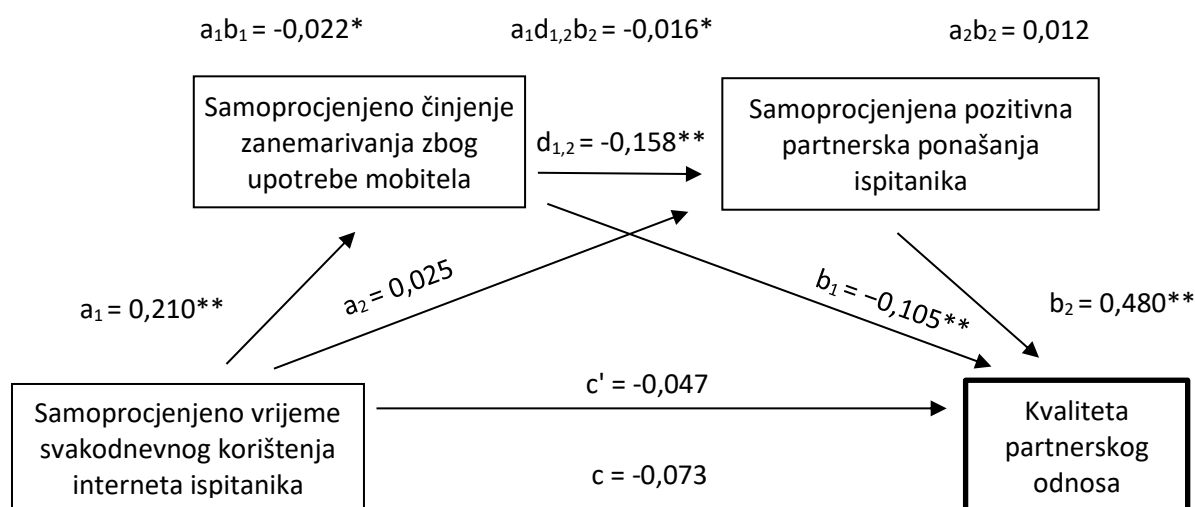 a₁b₁ = -0,022*
a₁d₁,₂b₂ = -0,016*
a₂b₂ = 0,012
Samoprocjenjeno činjenje
zanemarivanja zbog
upotrebe mobitela
d₁,₂ = -0,158**
Samoprocjenjena pozitivna
partnerska ponašanja
ispitanika
a₁ = 0,210**
a₂ = 0,025
b₁ = −0,105**
b₂ = 0,480**
Samoprocjenjeno vrijeme
svakodnevnog korištenja
interneta ispitanika
c' = -0,047
c = -0,073
Kvaliteta
partnerskog
odnosa